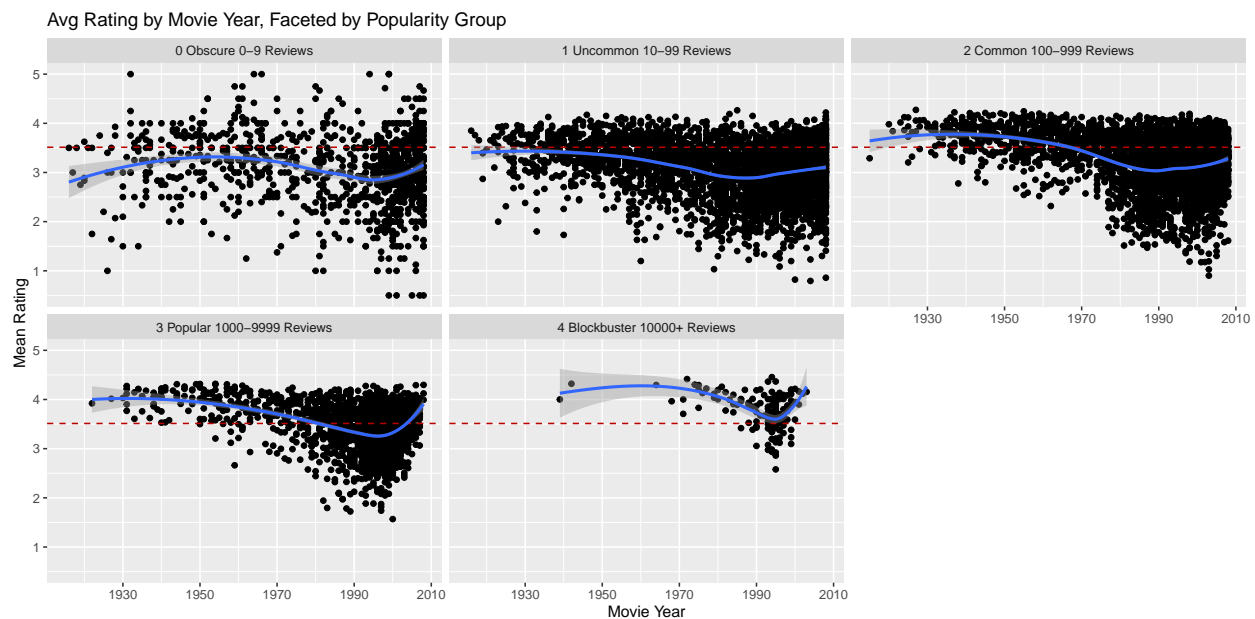 Avg Rating by Movie Year, Faceted by Popularity Group
0 Obscure 0−9 Reviews
1 Uncommon 10−99 Reviews
2 Common 100−999 Reviews
5
4
3
2
1
1930 1950 1970 1990 2010
3 Popular 1000−9999 Reviews
4 Blockbuster 10000+ Reviews
5
4
3
2
1
1930 1950 1970 1990 2010
1930 1950 1970 1990 2010
Mean Rating
Movie Year